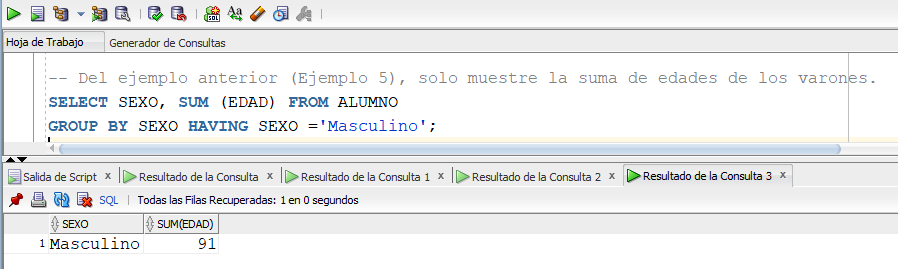 SQL Aa
Hoja de Trabajo Generador de Consultas
-- Del ejemplo anterior (Ejemplo 5), solo muestre la suma de edades de los varones.
SELECT SEXO, SUM (EDAD) FROM ALUMNO
GROUP BY SEXO HAVING SEXO ='Masculino';
Salida de Script x Resultado de la Consulta x Resultado de la Consulta 1 x Resultado de la Consulta 2 x Resultado de la Consulta 3 x
SQL | Todas las Filas Recuperadas: 1 en 0 segundos
SEXO SUM(EDAD)
1 Masculino 91